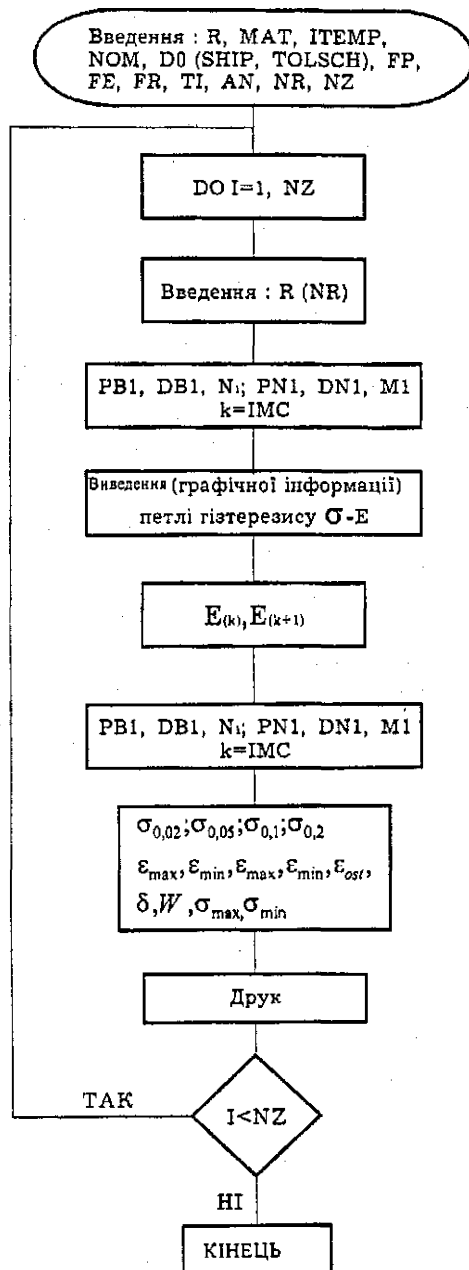 Введення : R, MAT, ITEMP,
NOM, D0 (SHIP, TOLSCH), FP,
FE, FR, TI, AN, NR, NZ
DO I=1, NZ
Введення : R (NR)
PB1, DB1, N₁; PN1, DN1, M1
k=IMC
Виведення (графічної інформації)
петлі гізтерезису σ-E
E(k), E(k+1)
PB1, DB1, N₁; PN1, DN1, M1
k=IMC
σ0,02; σ0,05; σ0,1; σ0,2
εmax, εmin, εmax, εmin, εost,
δ, W, σmax, σmin
Друк
ТАК
I<NZ
НІ
КІНЕЦЬ